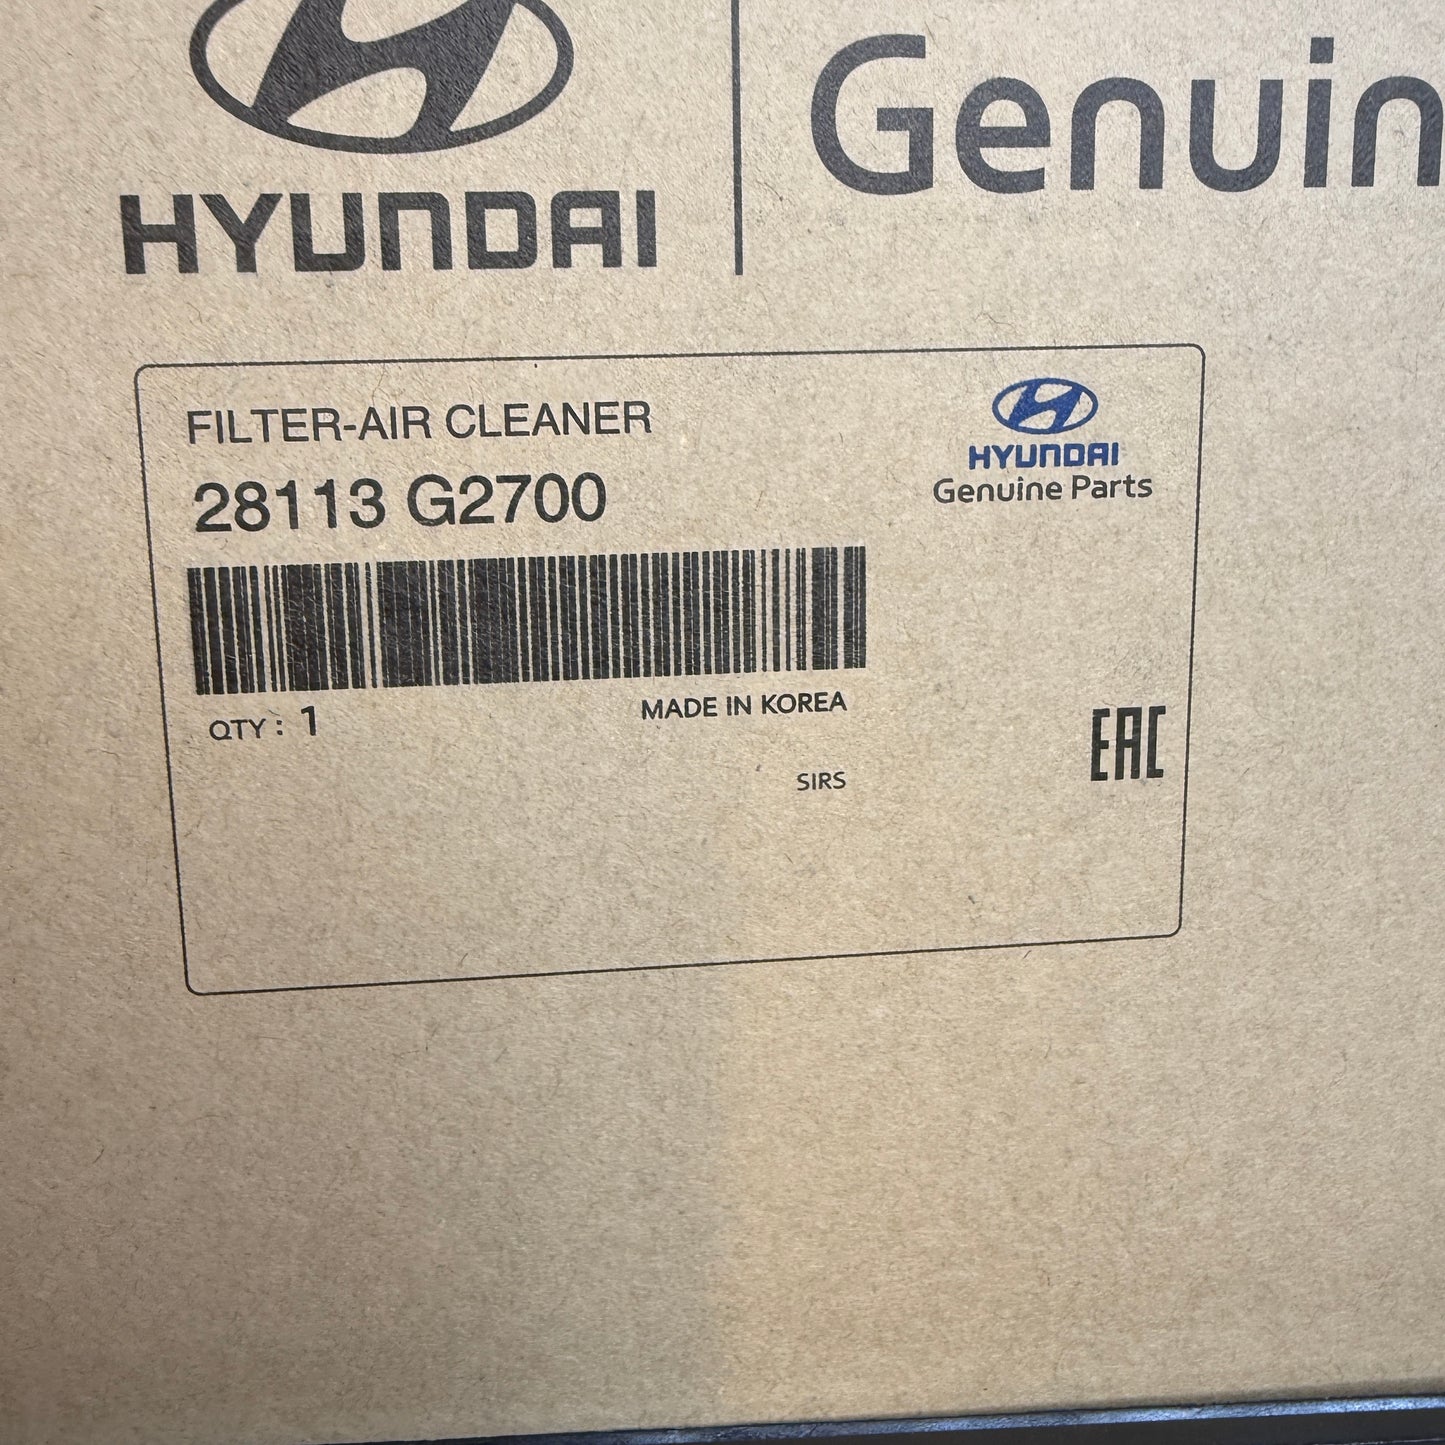 HYUNDAI
Genuin
FILTER-AIR CLEANER
28113 G2700
HYUNDAI
Genuine Parts
QTY : 1
MADE IN KOREA
SIRS
EAC